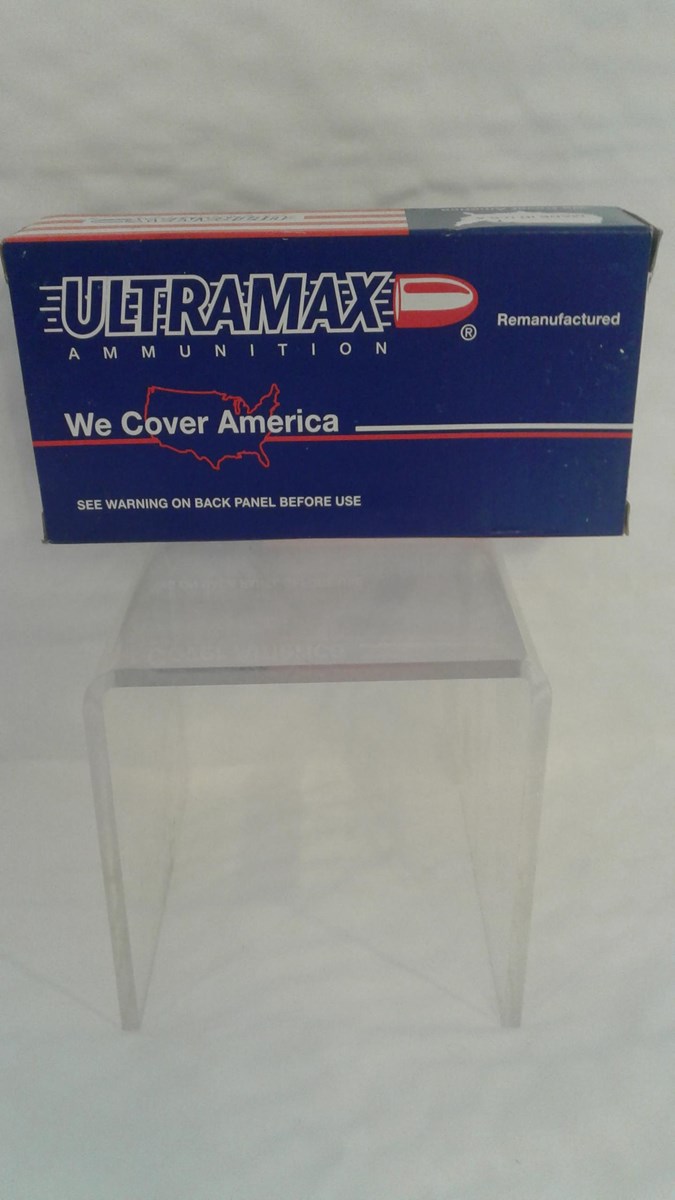 ULTRAMAX ®
AMMUNITION
Remanufactured
We Cover America
SEE WARNING ON BACK PANEL BEFORE USE